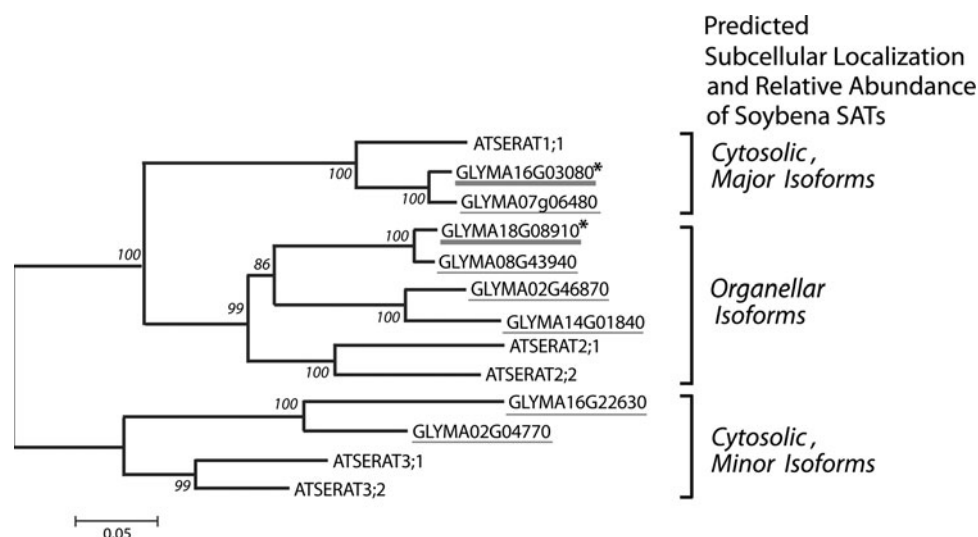 Predicted
Subcellular Localization
and Relative Abundance
of Soybena SATs
ATSERAT1;1
100
GLYMA16G03080*
100
GLYMA07g06480
Cytosolic,
Major Isoforms
100
GLYMA18G08910*
100
86
GLYMA08G43940
GLYMA02G46870
99
100
GLYMA14G01840
ATSERAT2;1
100
ATSERAT2;2
Organellar
Isoforms
100
GLYMA16G22630
GLYMA02G04770
ATSERAT3;1
99
ATSERAT3;2
Cytosolic,
Minor Isoforms
0.05